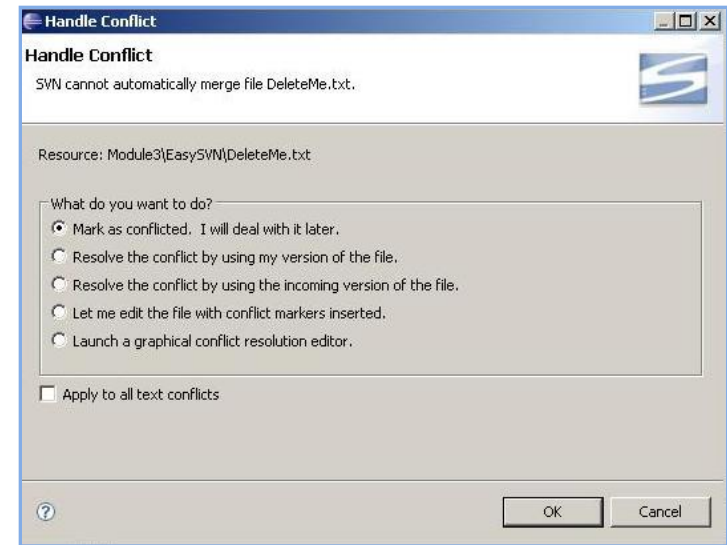 Handle Conflict
Handle Conflict
SVN cannot automatically merge file DeleteMe.txt.
Resource: Module3\EasySVN\DeleteMe.txt
What do you want to do?
Mark as conflicted.  I will deal with it later.
Resolve the conflict by using my version of the file.
Resolve the conflict by using the incoming version of the file.
Let me edit the file with conflict markers inserted.
Launch a graphical conflict resolution editor.
Apply to all text conflicts
?
OK
Cancel